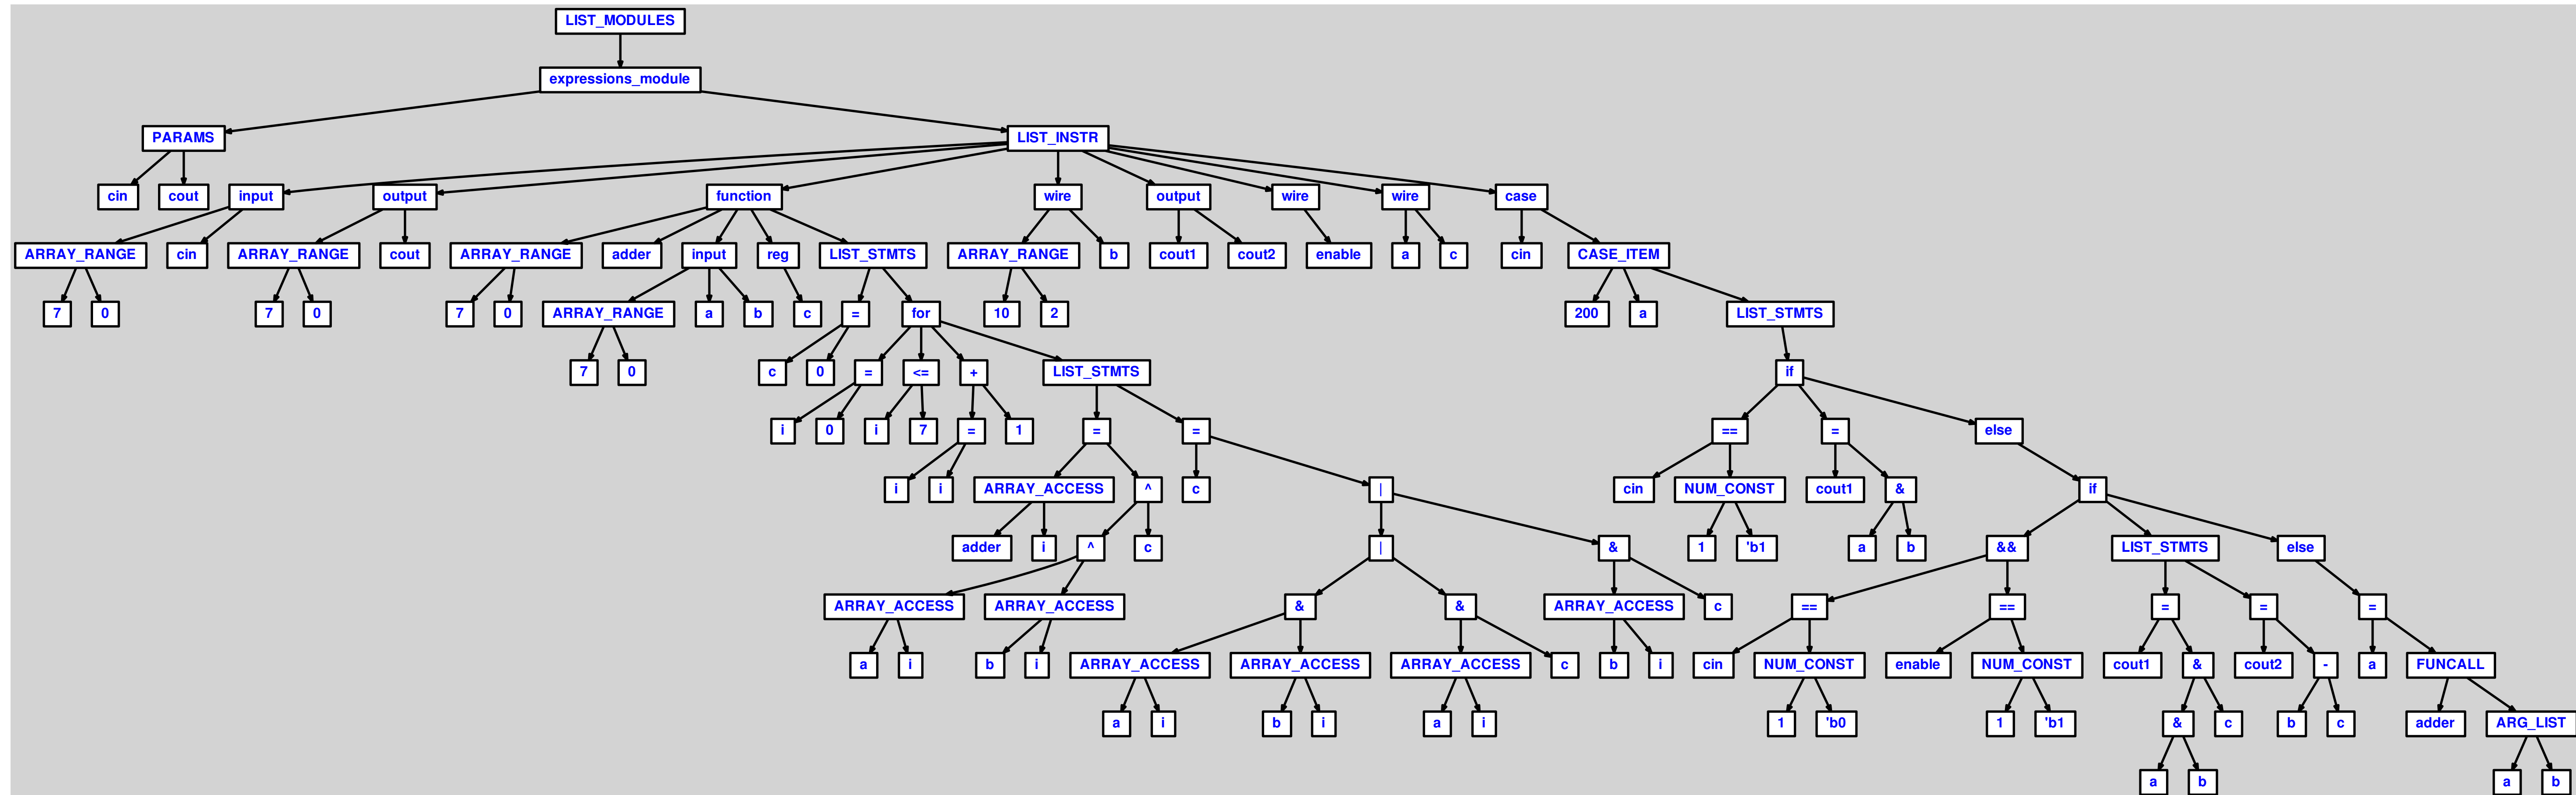 LIST_MODULES
expressions_module
PARAMS LIST_INSTR
cin cout input output function wire output wire wire case
ARRAY_RANGE cin ARRAY_RANGE cout ARRAY_RANGE adder input reg LIST_STMTS ARRAY_RANGE b cout1 cout2 enable a c cin CASE_ITEM
7 0 7 0 7 0 ARRAY_RANGE a b c = for 10 2 200 a LIST_STMTS
7 0 c 0 = <= + LIST_STMTS if
i 0 i 7 = 1 = = == = else
i i ARRAY_ACCESS ^ c | cin NUM_CONST cout1 & if
adder i ^ c | & 1 'b1 a b && LIST_STMTS else
ARRAY_ACCESS ARRAY_ACCESS & & ARRAY_ACCESS c == == = = =
a i b i ARRAY_ACCESS ARRAY_ACCESS ARRAY_ACCESS c b i cin NUM_CONST enable NUM_CONST cout1 & cout2 - a FUNCALL
a i b i a i 1 'b0 1 'b1 & c b c adder ARG_LIST
a b a b